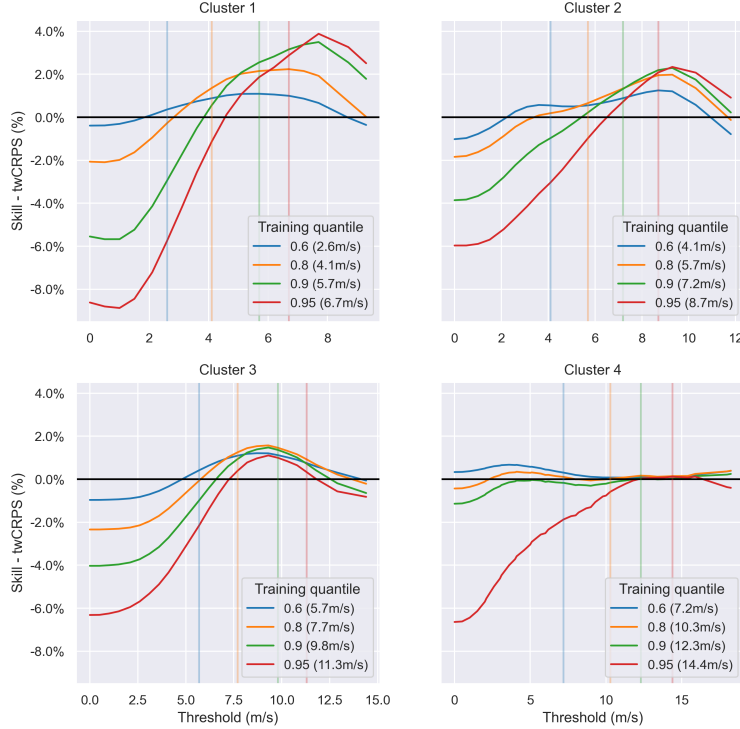 Cluster 1
Cluster 2
4.0%
2.0%
0.0%
-2.0%
-4.0%
-6.0%
-8.0%
Skill - twCRPS (%)
Training quantile
0.6 (2.6m/s)
0.8 (4.1m/s)
0.9 (5.7m/s)
0.95 (6.7m/s)
0 2 4 6 8
Training quantile
0.6 (4.1m/s)
0.8 (5.7m/s)
0.9 (7.2m/s)
0.95 (8.7m/s)
0 2 4 6 8 10 12
Cluster 3
Cluster 4
4.0%
2.0%
0.0%
-2.0%
-4.0%
-6.0%
-8.0%
Skill - twCRPS (%)
Training quantile
0.6 (5.7m/s)
0.8 (7.7m/s)
0.9 (9.8m/s)
0.95 (11.3m/s)
0.0 2.5 5.0 7.5 10.0 12.5 15.0
Threshold (m/s)
Training quantile
0.6 (7.2m/s)
0.8 (10.3m/s)
0.9 (12.3m/s)
0.95 (14.4m/s)
0 5 10 15
Threshold (m/s)